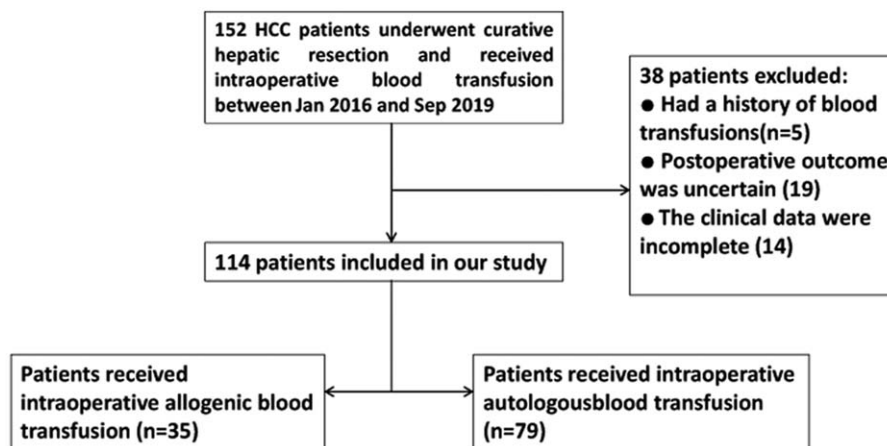 152 HCC patients underwent curative
hepatic resection and received
intraoperative blood transfusion
between Jan 2016 and Sep 2019
38 patients excluded:
● Had a history of blood
transfusions(n=5)
● Postoperative outcome
was uncertain (19)
● The clinical data were
incomplete (14)
114 patients included in our study
Patients received
intraoperative allogenic blood
transfusion (n=35)
Patients received intraoperative
autologousblood transfusion
(n=79)